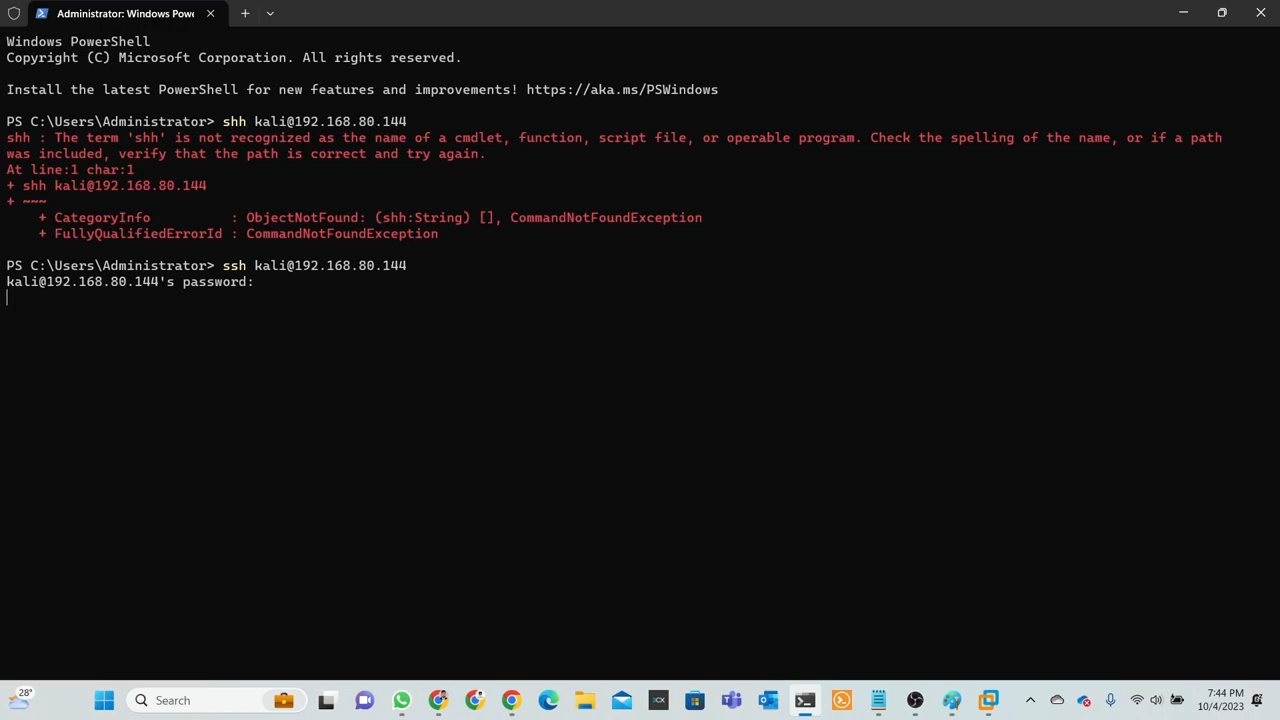 Administrator: Windows Powe
Windows PowerShell
Copyright (C) Microsoft Corporation. All rights reserved.
Install the latest PowerShell for new features and improvements! https://aka.ms/PSWindows
PS C:\Users\Administrator> shh kali@192.168.80.144
shh : The term 'shh' is not recognized as the name of a cmdlet, function, script file, or operable program. Check the spelling of the name, or if a path
was included, verify that the path is correct and try again.
At line:1 char:1
+ shh kali@192.168.80.144
+ ~~~
    + CategoryInfo          : ObjectNotFound: (shh:String) [], CommandNotFoundException
    + FullyQualifiedErrorId : CommandNotFoundException
PS C:\Users\Administrator> ssh kali@192.168.80.144
kali@192.168.80.144's password:
28°
Search
3CX
7:44 PM
10/4/2023